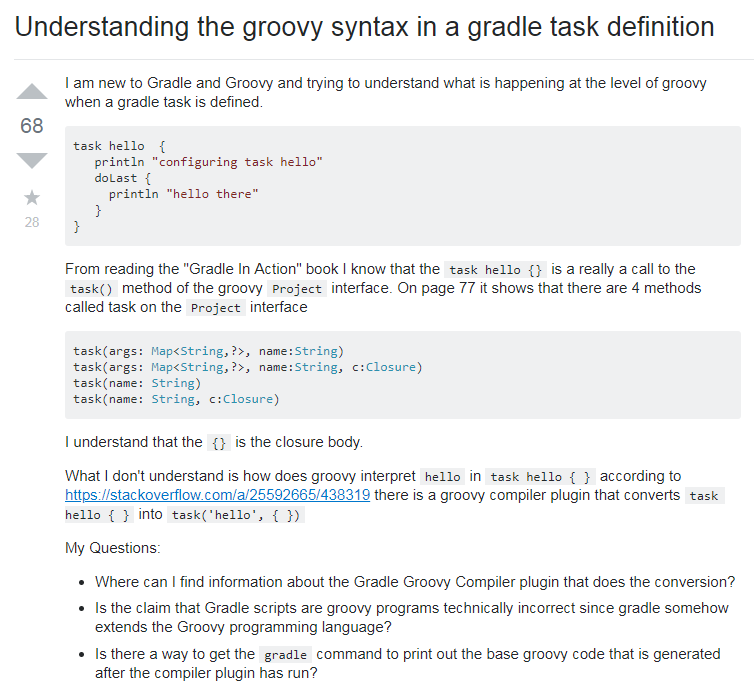 Understanding the groovy syntax in a gradle task definition
I am new to Gradle and Groovy and trying to understand what is happening at the level of groovy
when a gradle task is defined.
68
28
task hello  {
   println "configuring task hello"
   doLast {
     println "hello there"
   }
}
From reading the "Gradle In Action" book I know that the task hello {} is a really a call to the
task() method of the groovy Project interface. On page 77 it shows that there are 4 methods
called task on the Project interface
task(args: Map<String,?>, name:String)
task(args: Map<String,?>, name:String, c:Closure)
task(name: String)
task(name: String, c:Closure)
I understand that the {} is the closure body.
What I don't understand is how does groovy interpret hello in task hello { } according to
https://stackoverflow.com/a/25592665/438319 there is a groovy compiler plugin that converts task
hello { } into task('hello', { })
My Questions:
• Where can I find information about the Gradle Groovy Compiler plugin that does the conversion?
• Is the claim that Gradle scripts are groovy programs technically incorrect since gradle somehow
extends the Groovy programming language?
• Is there a way to get the gradle command to print out the base groovy code that is generated
after the compiler plugin has run?